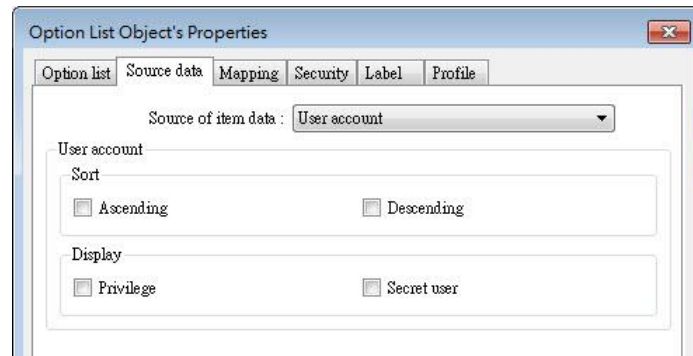 Option List Object's Properties
Option list Source data Mapping Security Label Profile
Source of item data : User account
User account
Sort
Ascending Descending
Display
Privilege Secret user